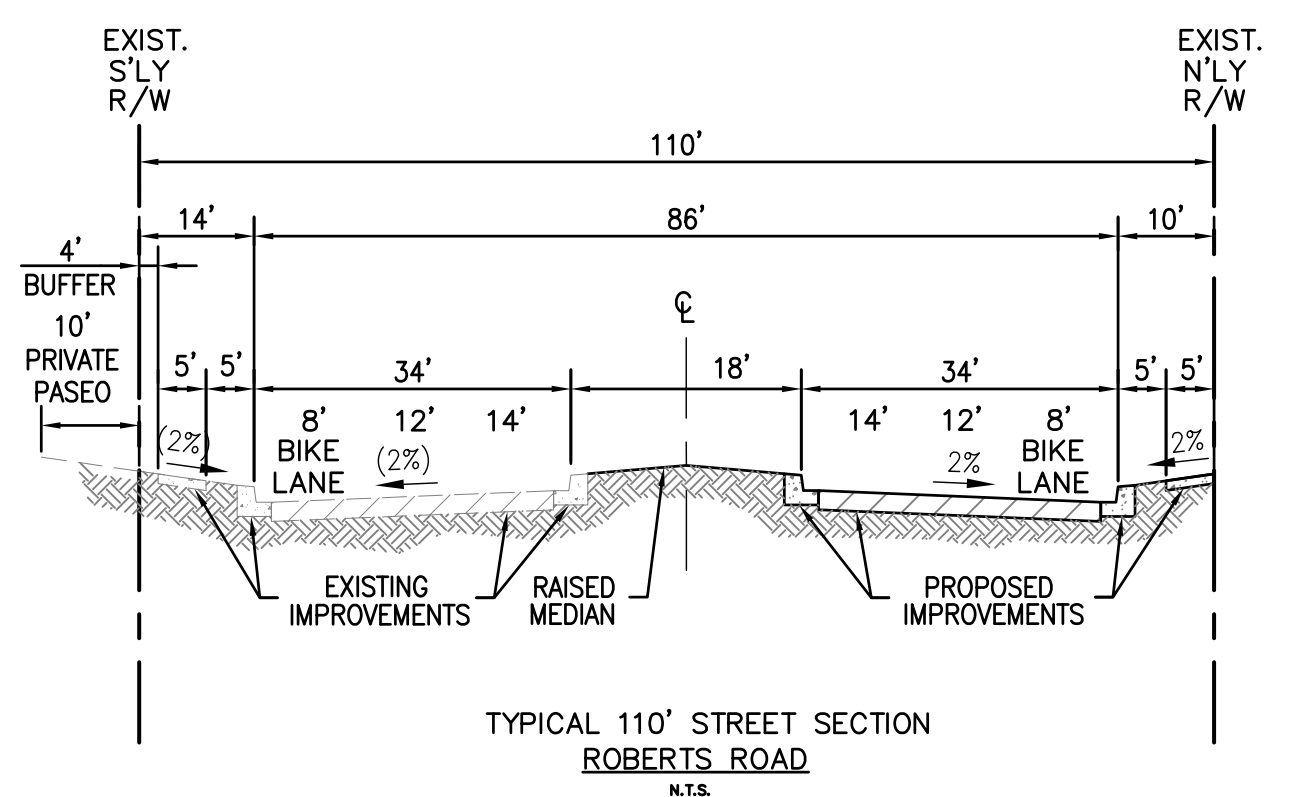 EXIST.
S'LY
R/W
EXIST.
N'LY
R/W
110'
14'
86'
10'
4'
BUFFER
10'
PRIVATE
PASEO
℄
5'
5'
34'
18'
34'
5'
5'
8'
BIKE
LANE
12'
14'
14'
12'
8'
BIKE
LANE
(2%)
(2%)
2%
2%
EXISTING
IMPROVEMENTS
RAISED
MEDIAN
PROPOSED
IMPROVEMENTS
TYPICAL 110' STREET SECTION
ROBERTS ROAD
N.T.S.